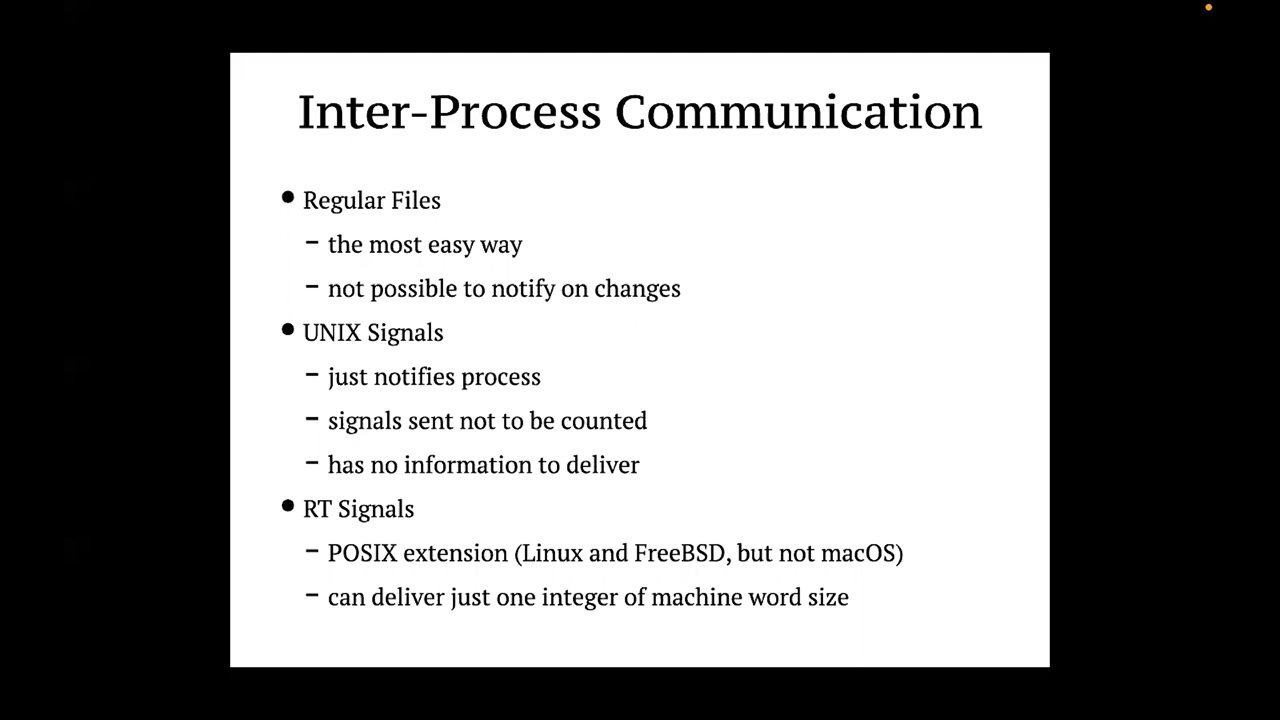 Inter-Process Communication
● Regular Files
– the most easy way
– not possible to notify on changes
● UNIX Signals
– just notifies process
– signals sent not to be counted
– has no information to deliver
● RT Signals
– POSIX extension (Linux and FreeBSD, but not macOS)
– can deliver just one integer of machine word size